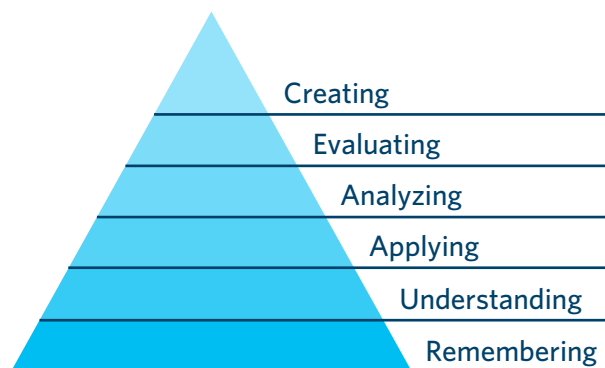 Creating
Evaluating
Analyzing
Applying
Understanding
Remembering